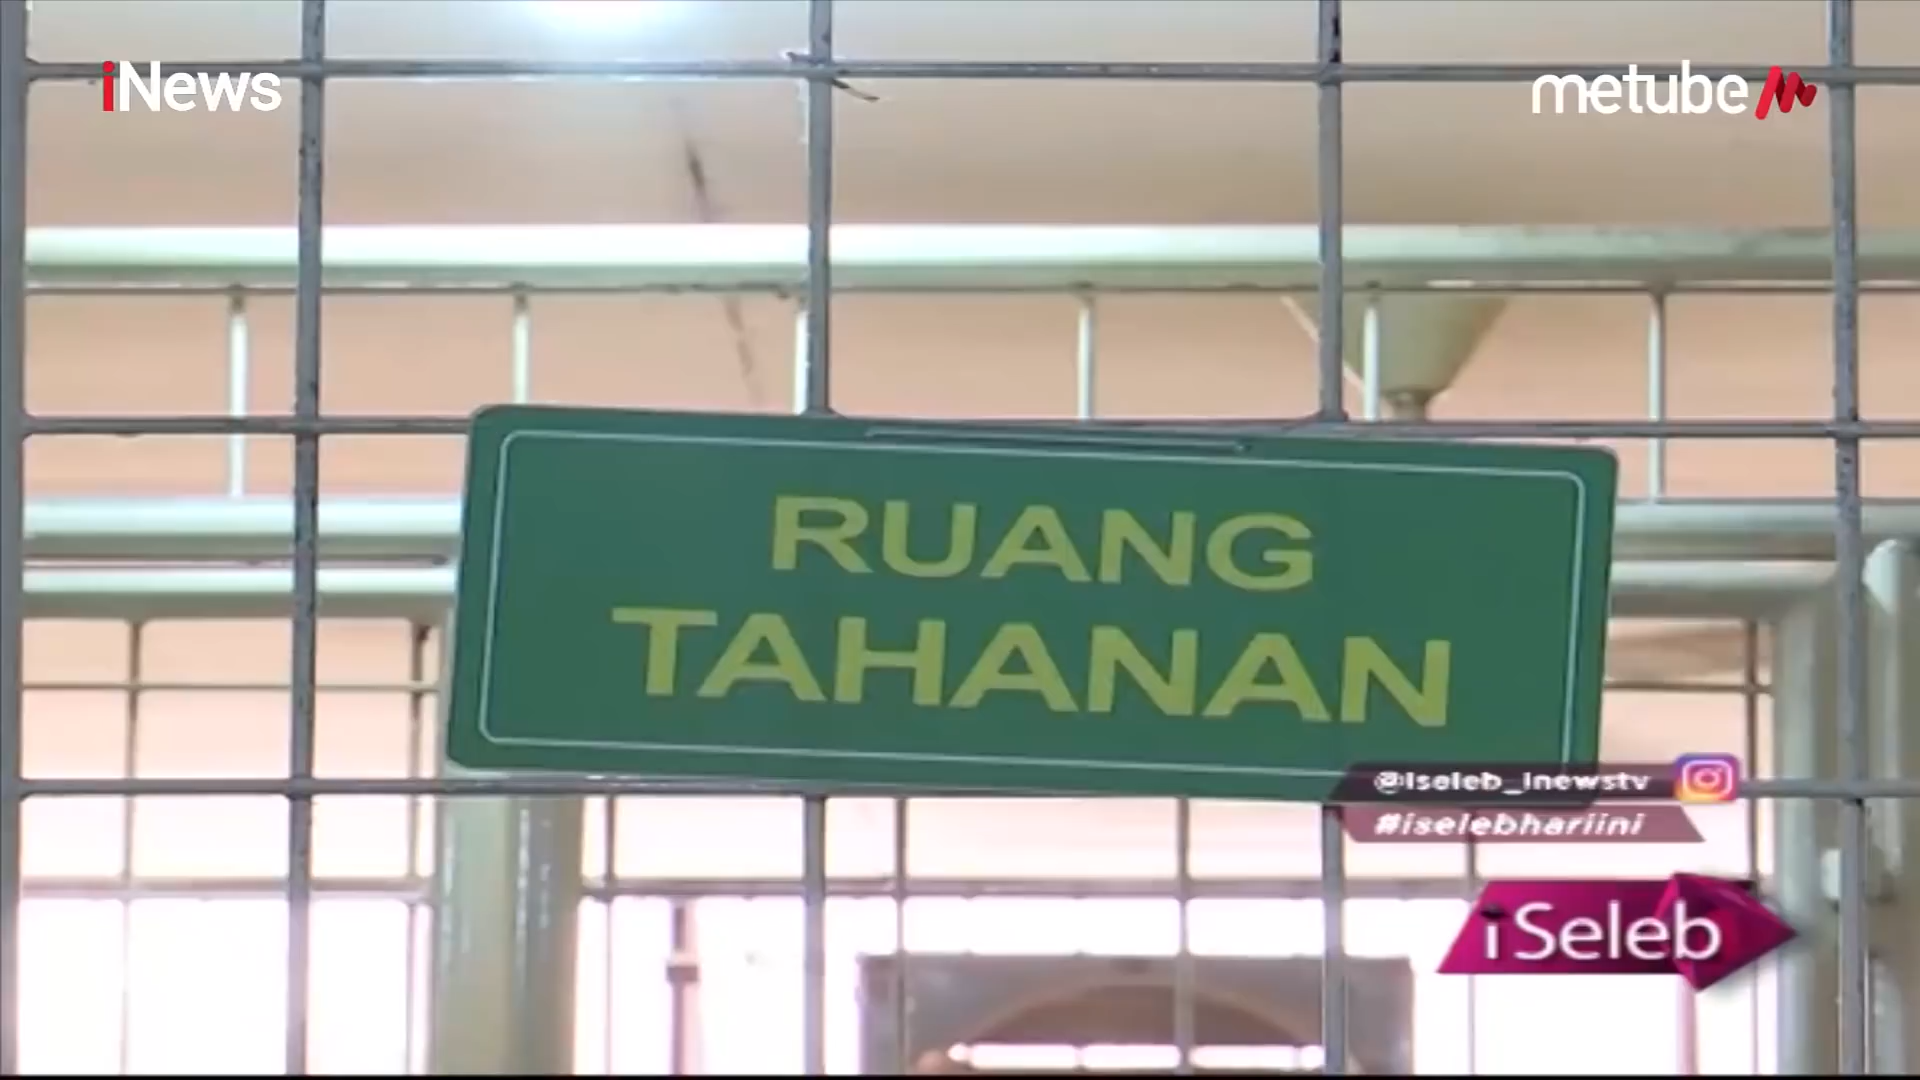 iNews
metube
RUANG
TAHANAN
@iseleb_inewstv
#iselebhariini
iSeleb